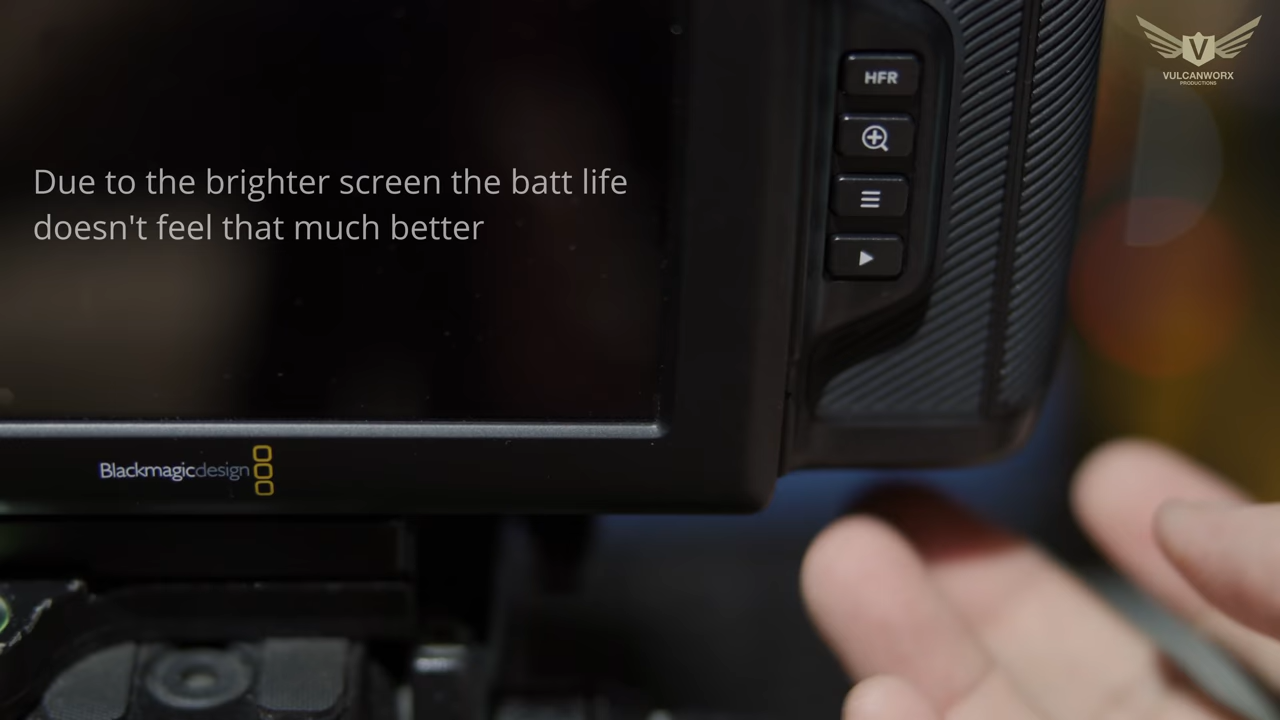 V
VULCANWORX
PRODUCTIONS
HFR
Due to the brighter screen the batt life
doesn't feel that much better
Blackmagicdesign